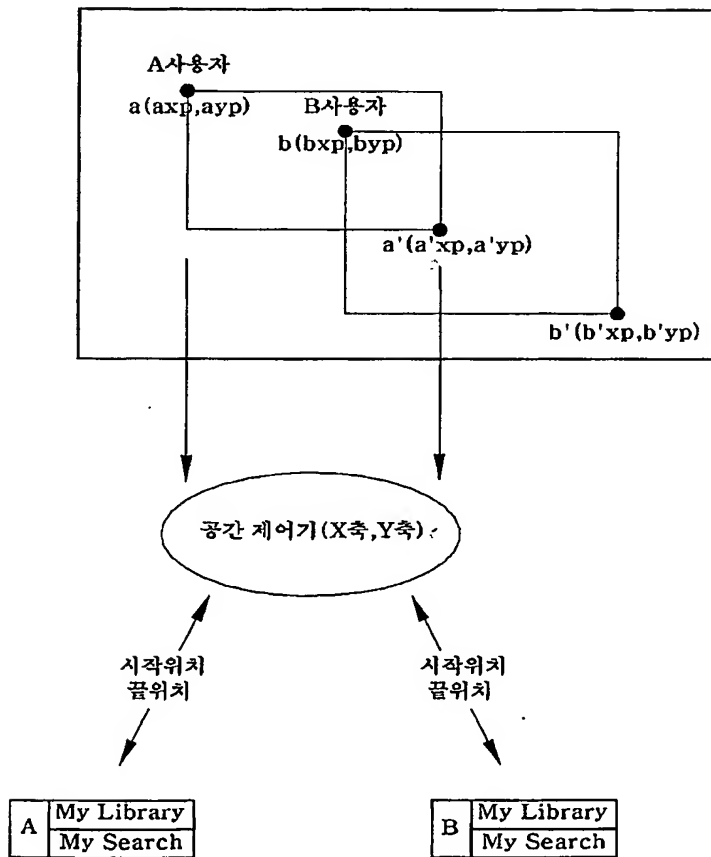 A사용자
a(axp,ayp)
B사용자
b(bxp,byp)
a'(a'xp,a'yp)
b'(b'xp,b'yp)
공간 제어기(X축,Y축)
시작위치
끝위치
시작위치
끝위치
A
My Library
My Search
B
My Library
My Search